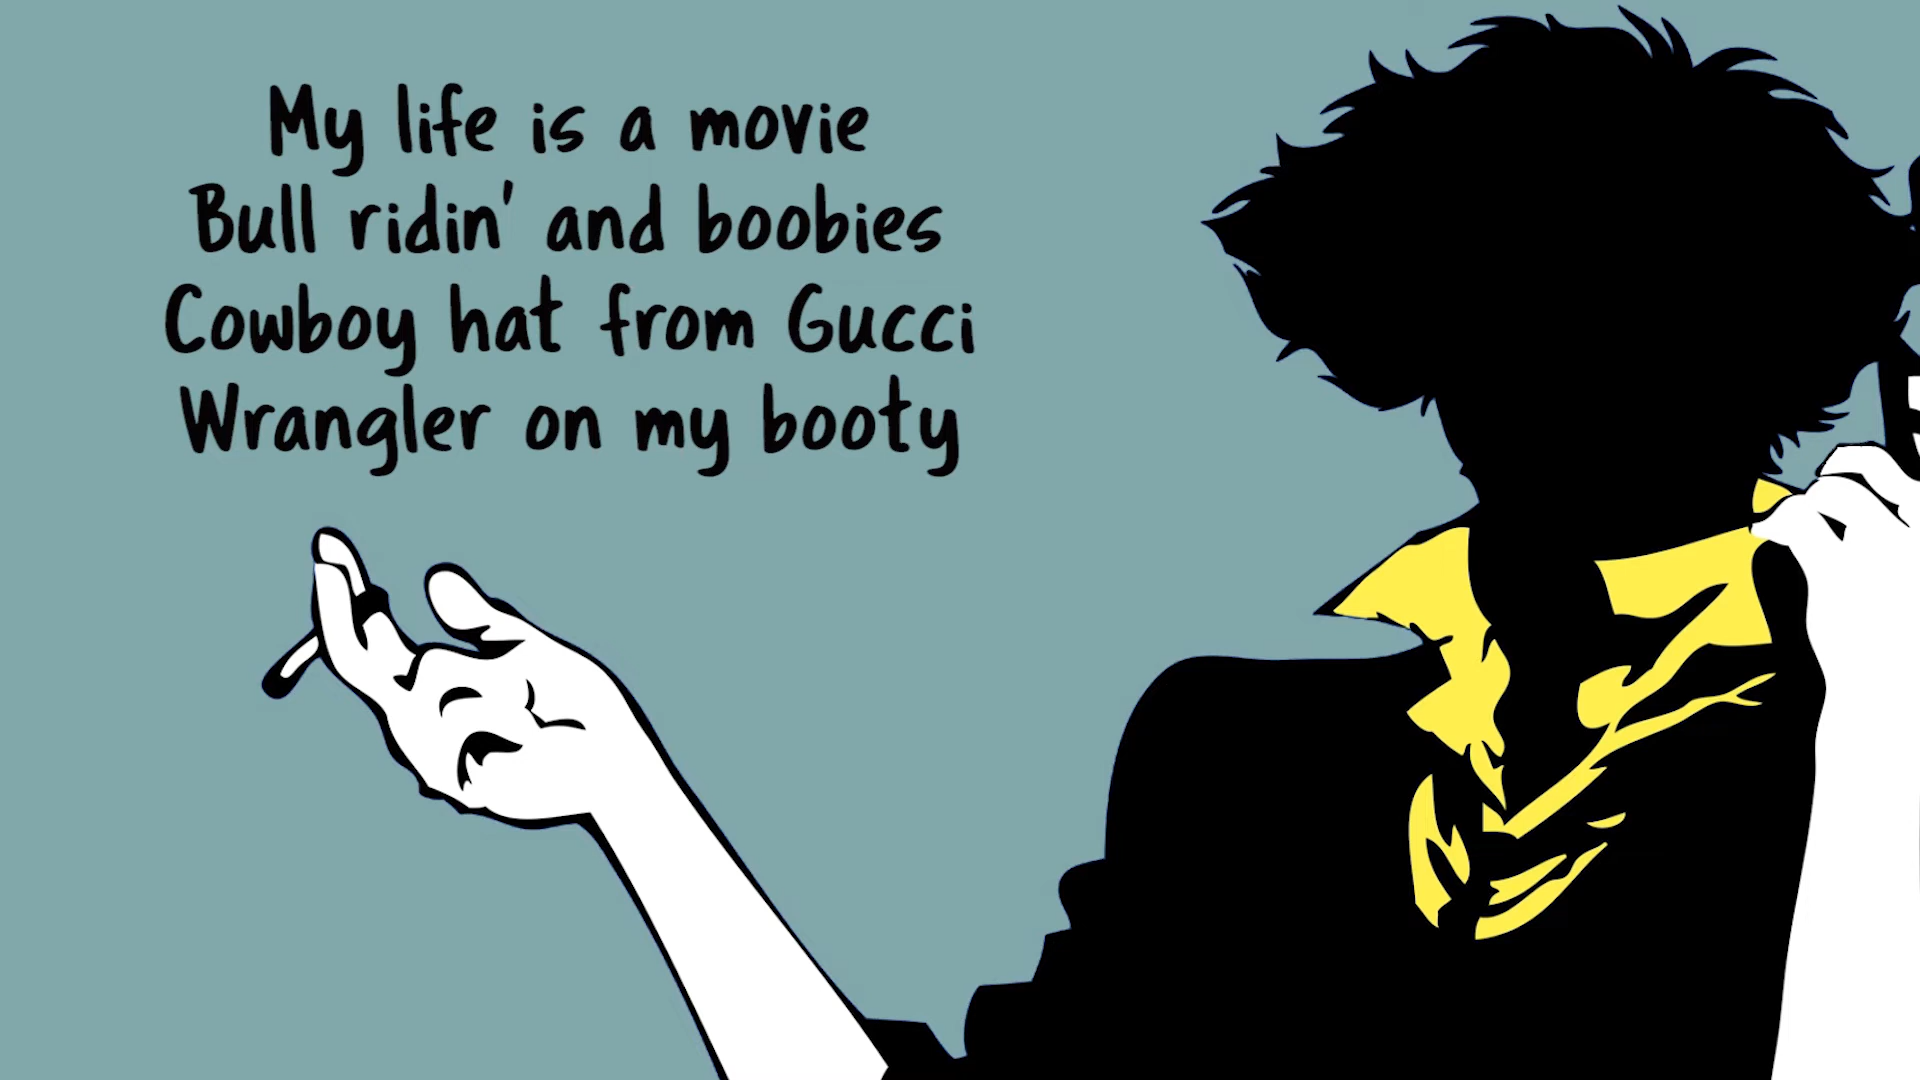 My life is a movie
Bull ridin' and boobies
Cowboy hat from Gucci
Wrangler on my booty